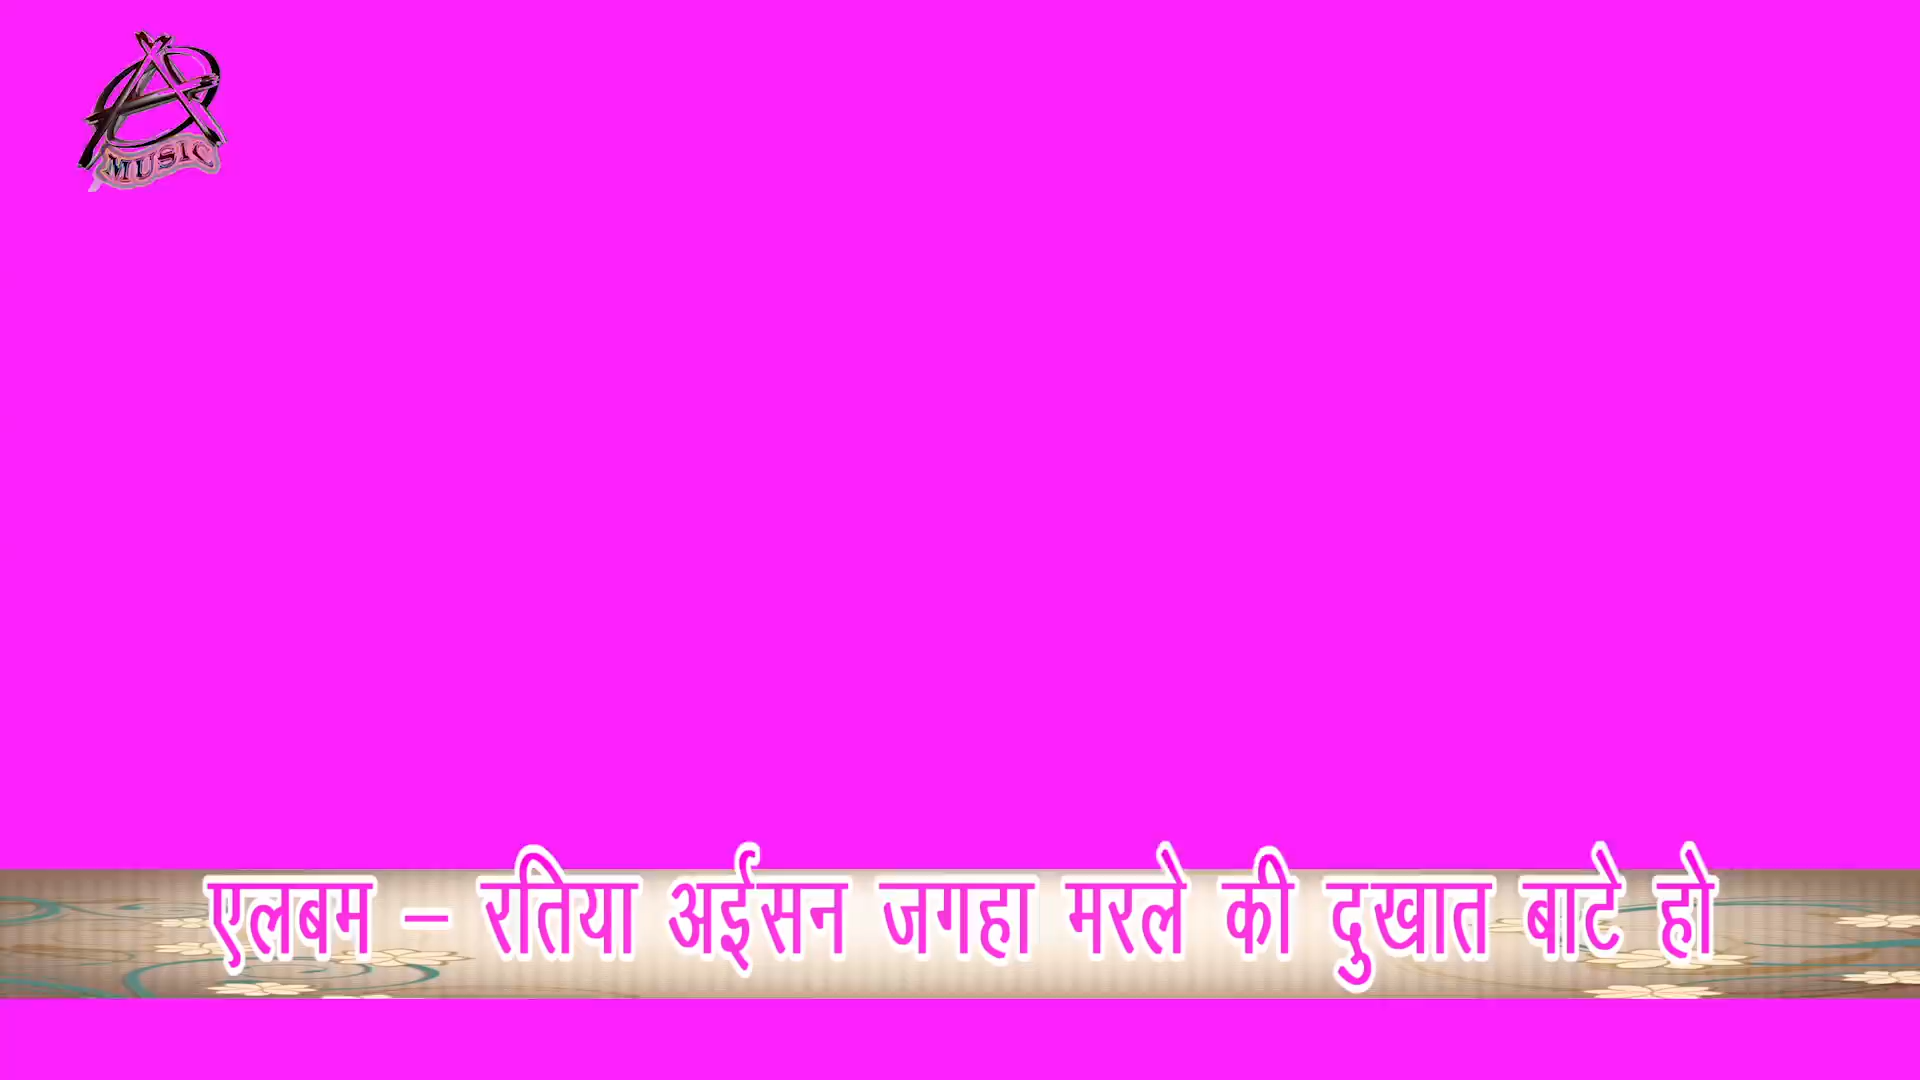 MUSIC
एलबम – रतिया अईसन जगहा मरले की दुखात बाटे हो